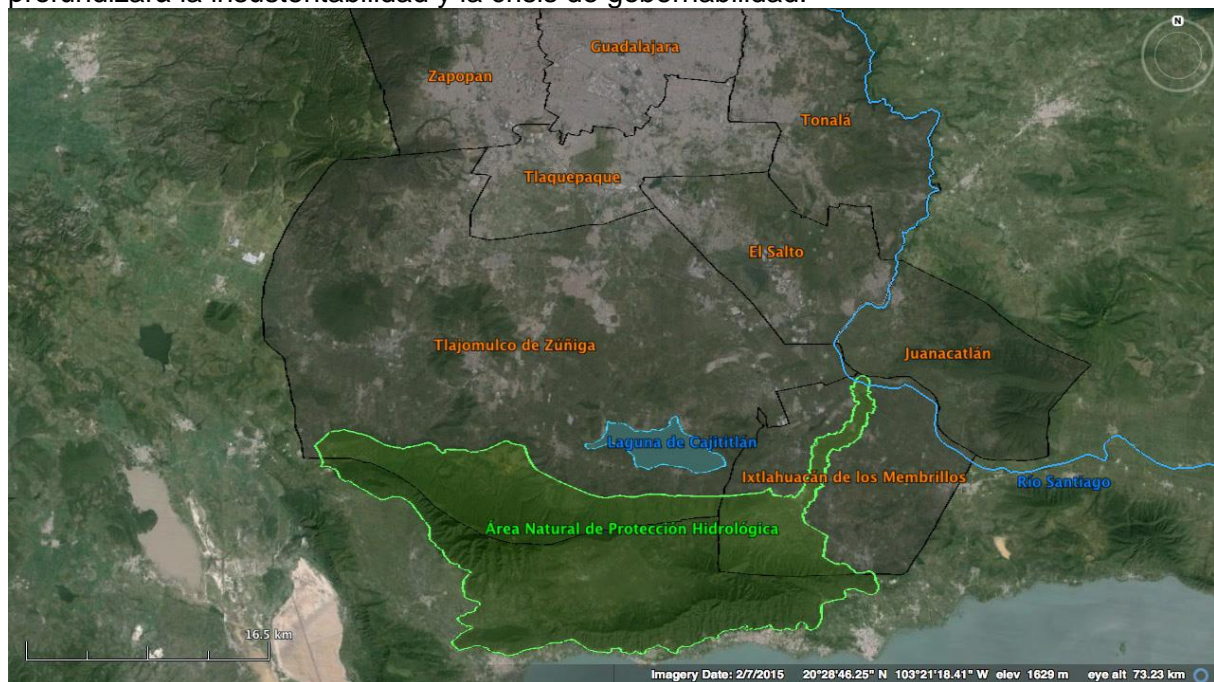 profundizará la insustentabilidad y la crisis de gobernabilidad.
N
Guadalajara
Zapopan
Tonalá
Tlaquepaque
El Salto
Tlajomulco de Zúñiga
Juanacatlán
Laguna de Cajititlán
Ixtlahuacán de los Membrillos
Río Santiago
Área Natural de Protección Hidrológica
16.5 km
Imagery Date: 2/7/2015 20°28'46.25" N 103°21'18.41" W elev 1629 m eye alt 73.23 km